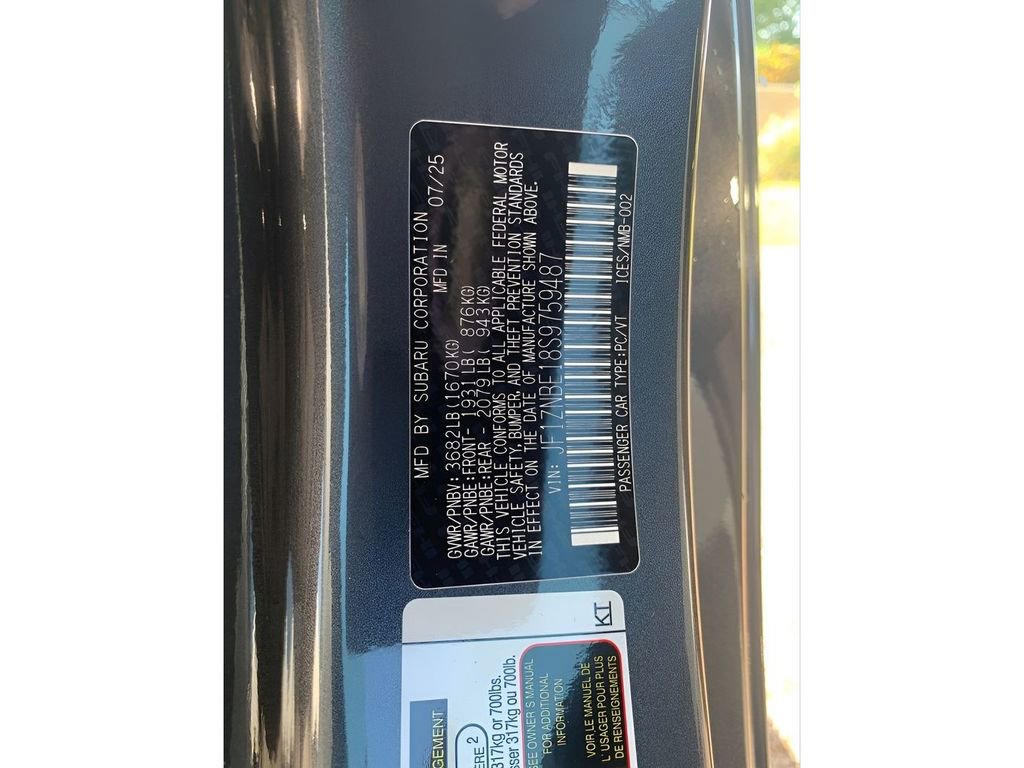 MFD BY SUBARU CORPORATION
MFD IN 07/25
GVWR/PNBV: 3682LB(1670KG)
GAWR/PNBE:FRONT- 1931LB( 876KG)
GAWR/PNBE:REAR - 2079LB( 943KG)
THIS VEHICLE CONFORMS TO ALL APPLICABLE FEDERAL MOTOR
VEHICLE SAFETY, BUMPER, AND THEFT PREVENTION STANDARDS
IN EFFECT ON THE DATE OF MANUFACTURE SHOWN ABOVE.
VIN: JF1ZNBE18S9759487
PASSENGER CAR TYPE:PC/VT ICES/NMB-002
KT
GEMENT
ERE 2
317kg or 700lbs.
sser 317kg ou 700lb.
SEE OWNER'S MANUAL
FOR ADDITIONAL
INFORMATION
VOIR LE MANUEL DE
L' USAGER POUR PLUS
DE RENSEIGNEMENTS